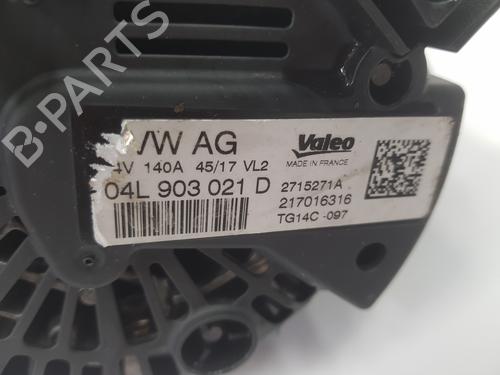 VW AG
4V 140A 45/17 VL2
04L 903 021 D
Valeo
MADE IN FRANCE
2715271A
217016316
TG14C -097
B-PARTS